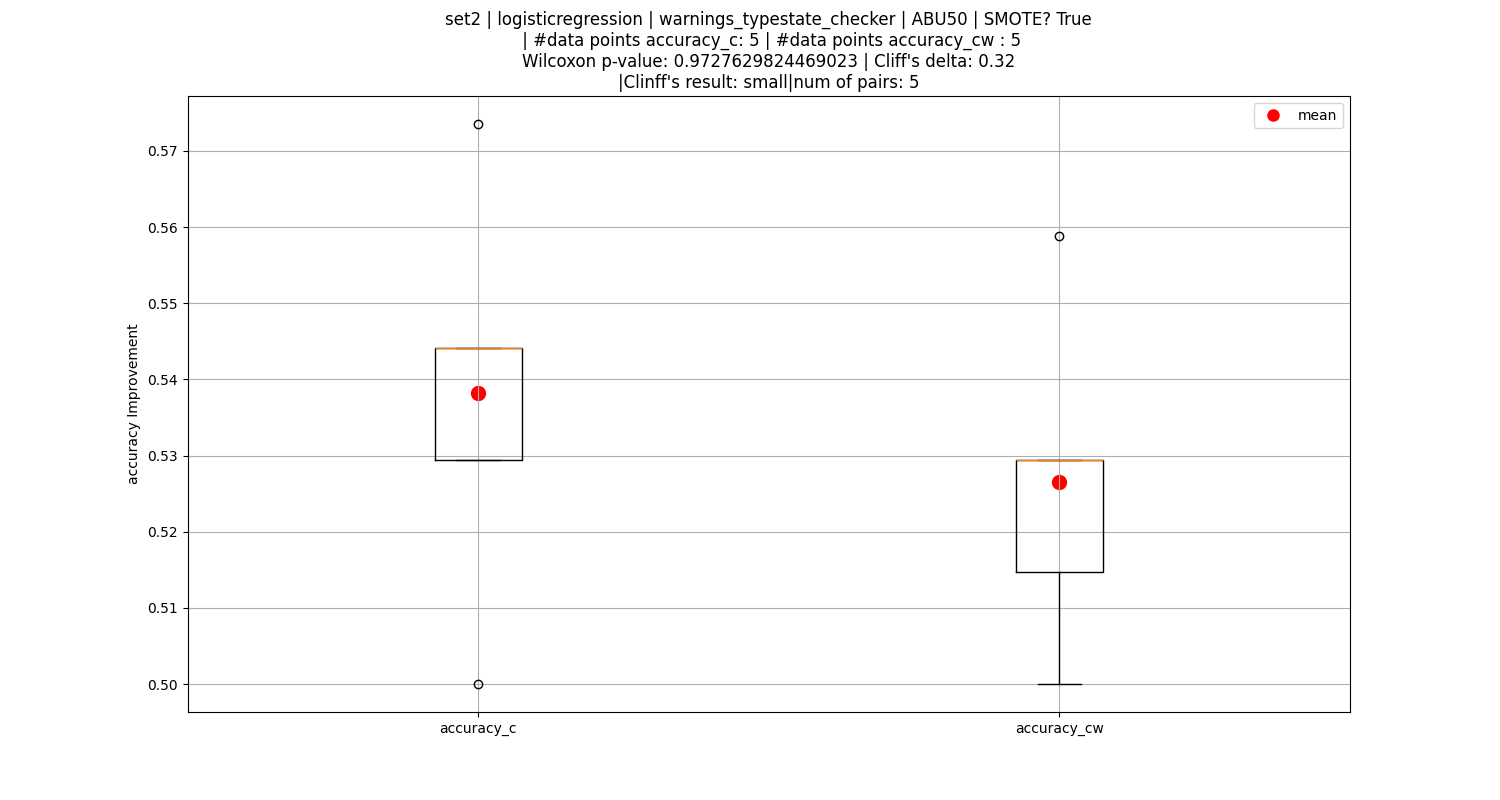 set2 | logisticregression | warnings_typestate_checker | ABU50 | SMOTE? True
| #data points accuracy_c: 5 | #data points accuracy_cw : 5
Wilcoxon p-value: 0.9727629824469023 | Cliff's delta: 0.32
|Clinff's result: small|num of pairs: 5
mean
0.57
0.56
0.55
0.54
0.53
0.52
0.51
0.50
accuracy Improvement
accuracy_c
accuracy_cw